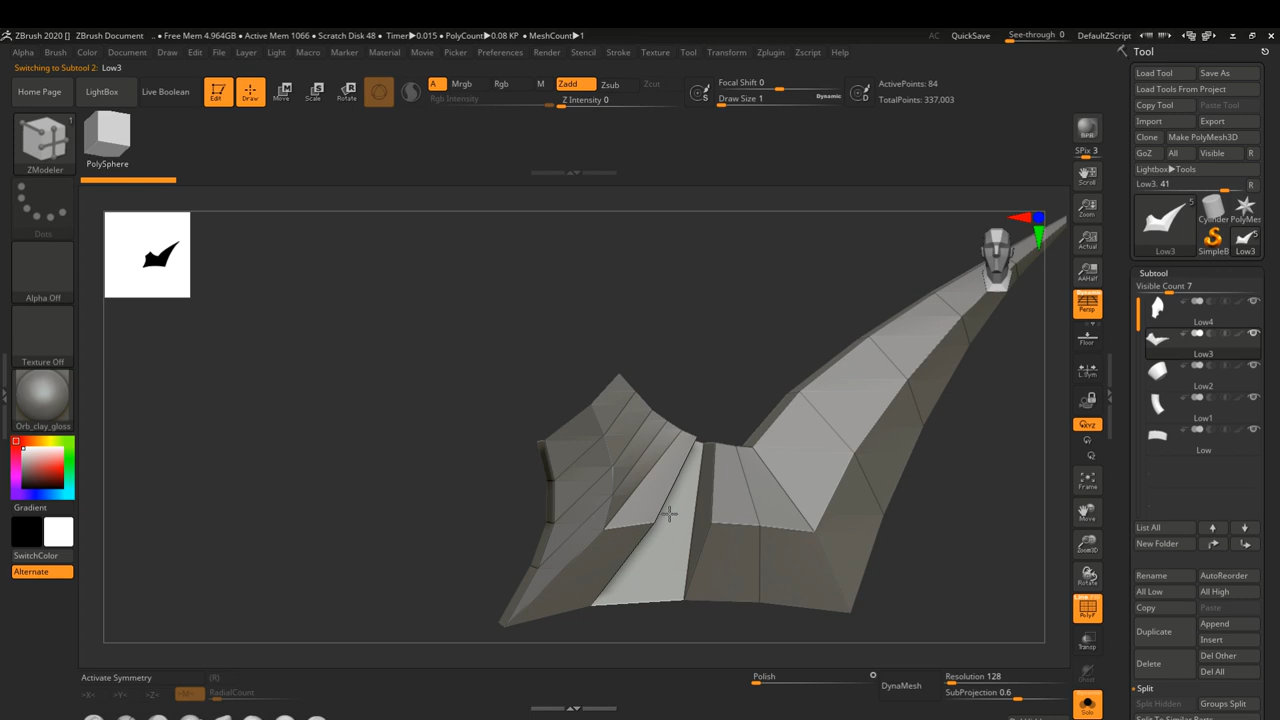 ZBrush 2020 [] ZBrush Document .. • Free Mem 4.964GB • Active Mem 1066 • Scratch Disk 48 • Timer▶0.015 • PolyCount▶0.08 KP • MeshCount▶1 AC QuickSave See-through 0 DefaultZScript
Alpha Brush Color Document Draw Edit File Layer Light Macro Marker Material Movie Picker Preferences Render Stencil Stroke Texture Tool Transform Zplugin Zscript Help
Switching to Subtool 2: Low3
Home Page
LightBox
Live Boolean
Edit
Draw
Move
Scale
Rotate
A Mrgb Rgb M
Rgb Intensity
Zadd Zsub Zcut
Z Intensity 0
S
Focal Shift 0
Draw Size 1 Dynamic
D
ActivePoints: 84
TotalPoints: 337,003
1
ZModeler
PolySphere
Dots
Alpha Off
Texture Off
Orb_clay_gloss
Gradient
SwitchColor
Alternate
BPR
SPix 3
Scroll
Zoom
Actual
AAHalf
Dynamic
Persp
Floor
L.Sym
XYZ
Frame
Move
Zoom3D
Rotate
PolyF
Transp
Ghost
Solo
Tool
Load Tool Save As
Load Tools From Project
Copy Tool Paste Tool
Import Export
Clone Make PolyMesh3D
GoZ All Visible R
Lightbox▶Tools
Low3. 41 R
5
Cylinder PolyMes
5
Low3 SimpleB Low3
Subtool
Visible Count 7
Low4
Low3
Low2
Low1
Low
List All
New Folder
Rename AutoReorder
All Low All High
Copy Paste
Duplicate Append
Insert
Delete Del Other
Del All
Split
Split Hidden Groups Split
Split To Similar Parts
Activate Symmetry (R)
>X< >Y< >Z< >M< RadialCount
Polish
DynaMesh
Resolution 128
SubProjection 0.6